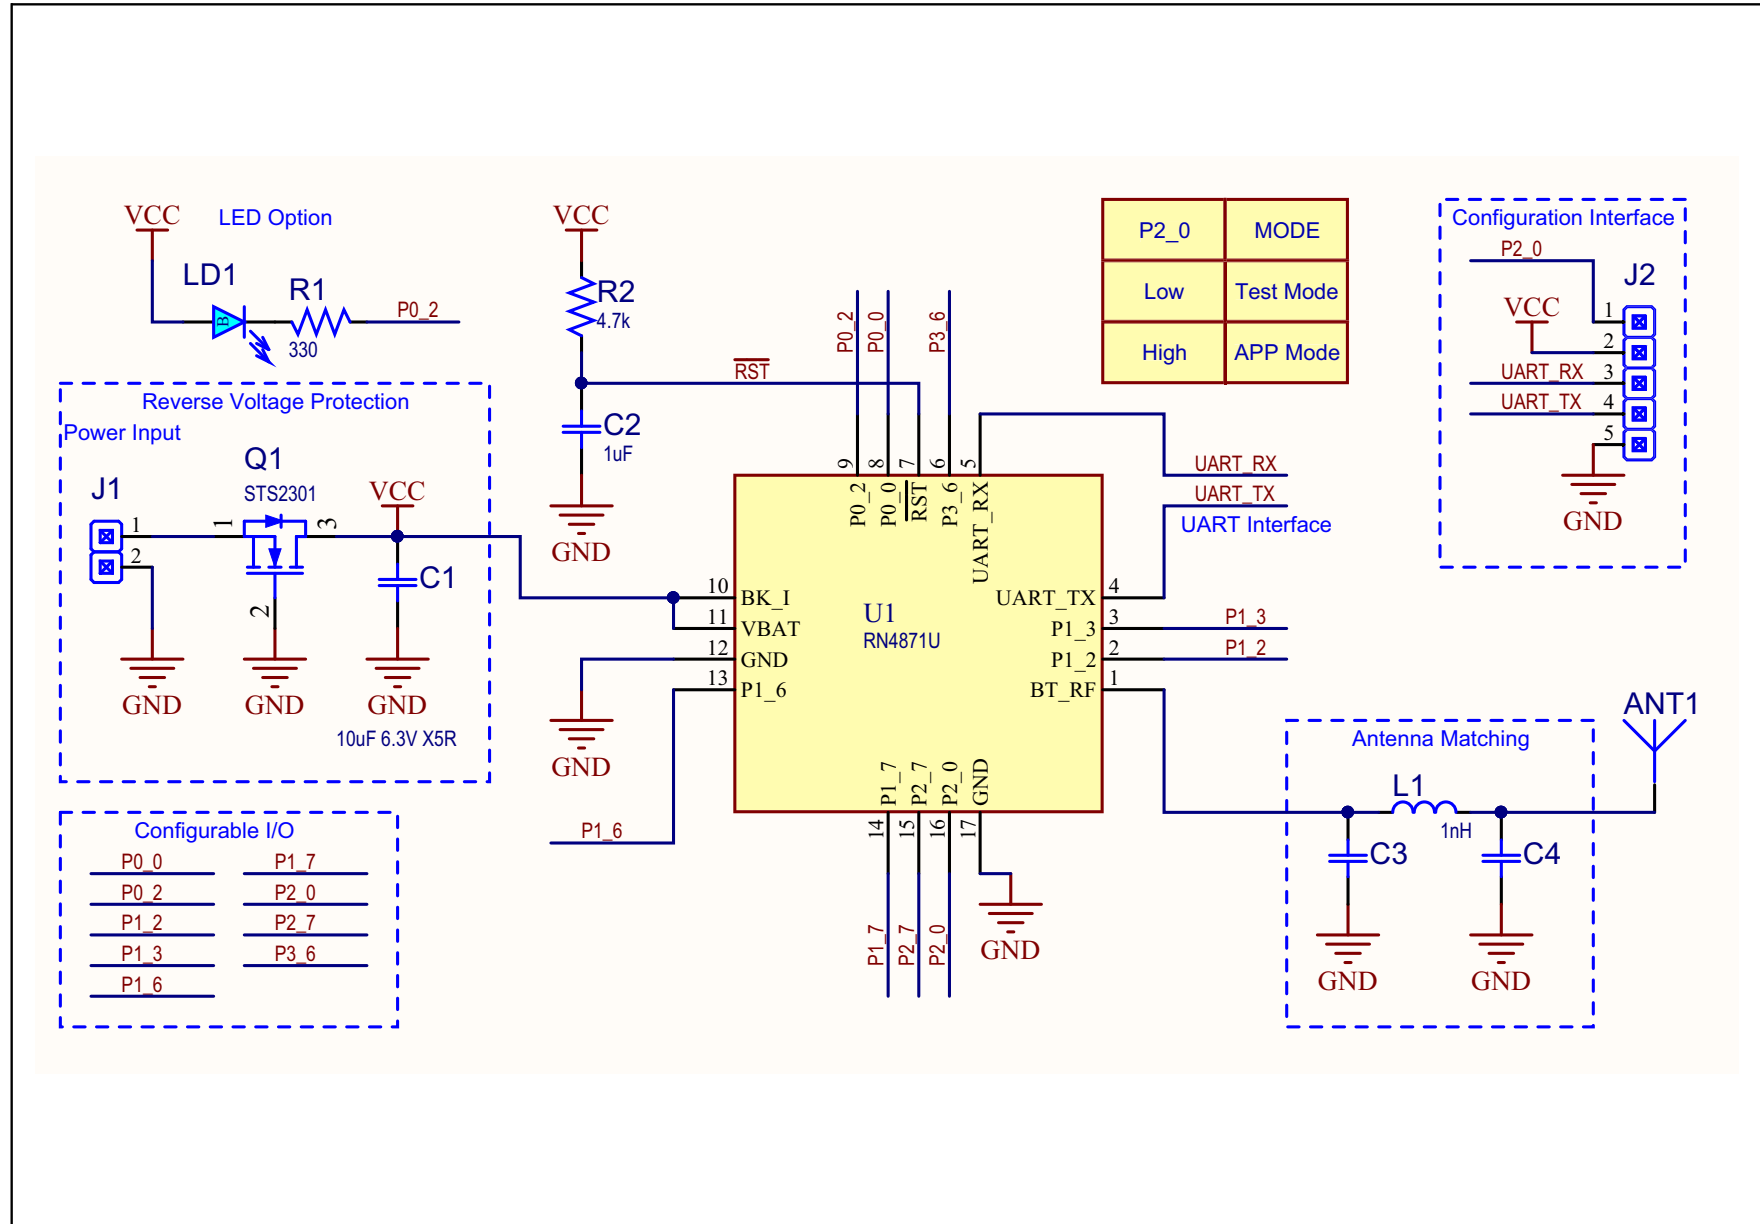 VCC
LED Option
LD1
B
R1
330
P0_2
Reverse Voltage Protection
Power Input
J1
1
2
Q1
STS2301
1
3
2
VCC
C1
GND
GND
GND
10uF 6.3V X5R
Configurable I/O
P0_0
P0_2
P1_2
P1_3
P1_6
P1_7
P2_0
P2_7
P3_6
VCC
R2
4.7k
RST
C2
1uF
GND
P0_2
P0_0
P3_6
9
8
7
6
5
P0_2
P0_0
RST
P3_6
UART_RX
10 BK_I
11 VBAT
12 GND
13 P1_6
GND
P1_6
U1
RN4871U
UART_TX 4
P1_3 3
P1_2 2
BT_RF 1
P1_7
P2_7
P2_0
GND
14
15
16
17
P1_7
P2_7
P2_0
GND
UART_RX
UART_TX
UART Interface
P1_3
P1_2
P2_0 MODE
Low Test Mode
High APP Mode
Configuration Interface
P2_0
J2
VCC
1
2
UART_RX 3
UART_TX 4
5
GND
Antenna Matching
L1
1nH
C3
C4
GND
GND
ANT1